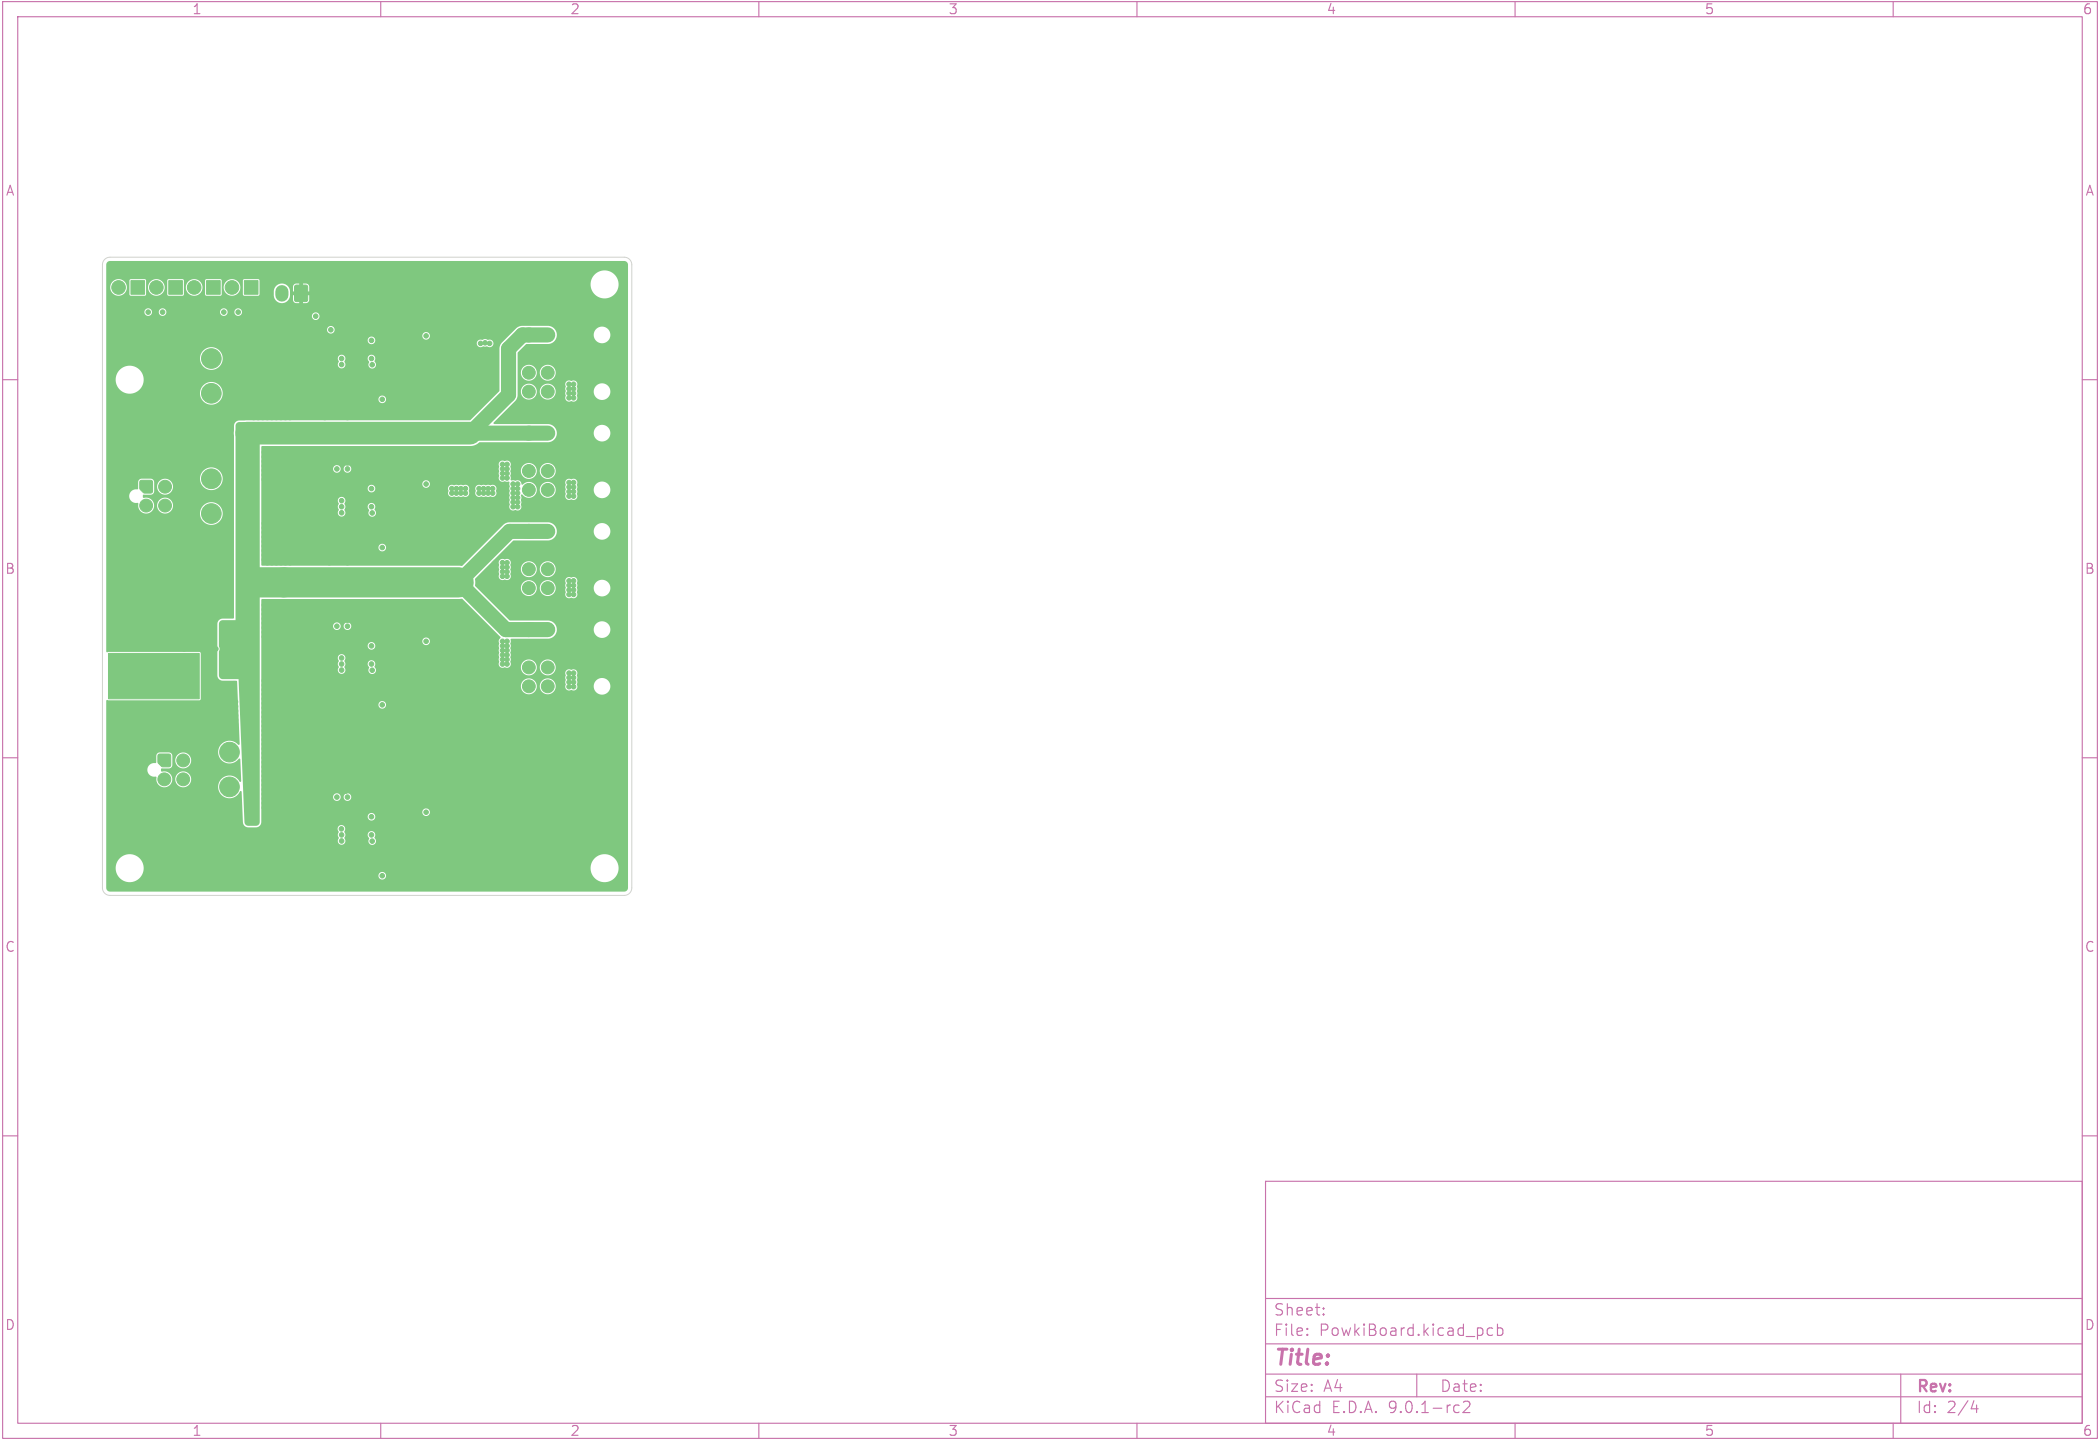 1 2 3 4 5 6
A A
B B
C C
Sheet:
File: PowkiBoard.kicad_pcb
D D
Title:
Size: A4 Date: Rev:
KiCad E.D.A. 9.0.1-rc2 Id: 2/4
1 2 3 4 5 6